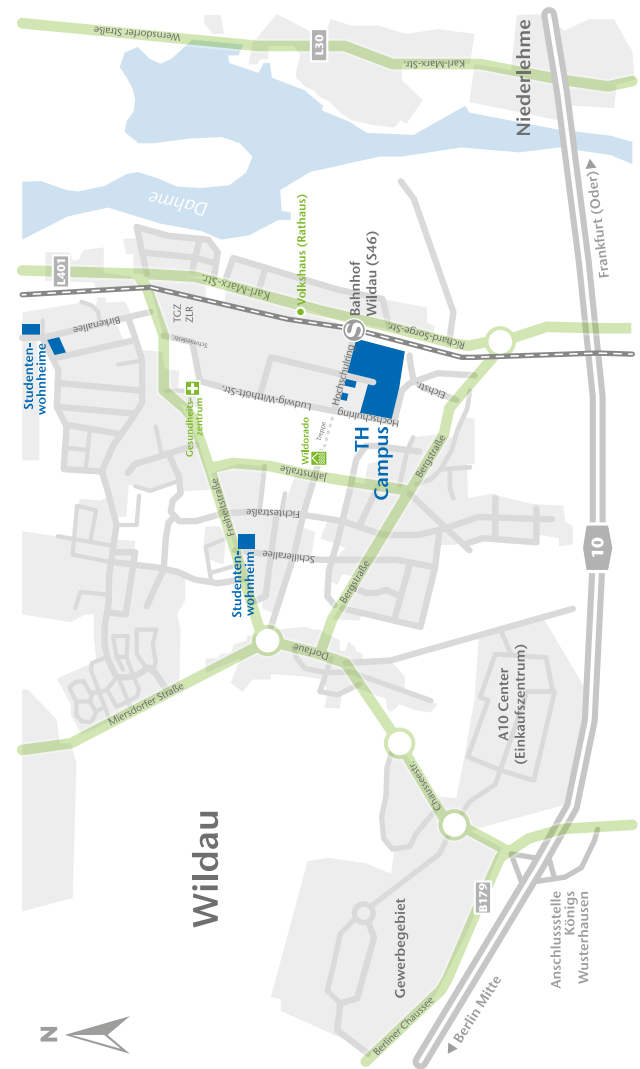 Wernsdorfer Straße
L30
Karl-Marx-Str.
Niederlehme
Dahme
Frankfurt (Oder)
L401
Karl-Marx-Str.
Volkshaus (Rathaus)
Bahnhof
Wildau (S46)
S
Richard-Sorge-Str.
Birkenallee
TGZ
ZLR
Schmiedestr.
Studenten-
wohnheime
Gesundheits-
zentrum
Ludwig-Witthöft-Str.
Hochschulring
Hochschulring
Eichstr.
Treppe
Wildorado
TH
Campus
Jahnstraße
Bergstraße
Freiheitstraße
Fichtestraße
Schillerallee
Studenten-
wohnheim
Bergstraße
10
Dorfaue
Miersdorfer Straße
A10 Center
(Einkaufszentrum)
Chausseestr.
Wildau
B179
Gewerbegebiet
Anschlussstelle
Königs
Wusterhausen
Berliner Chaussee
Berlin Mitte
N